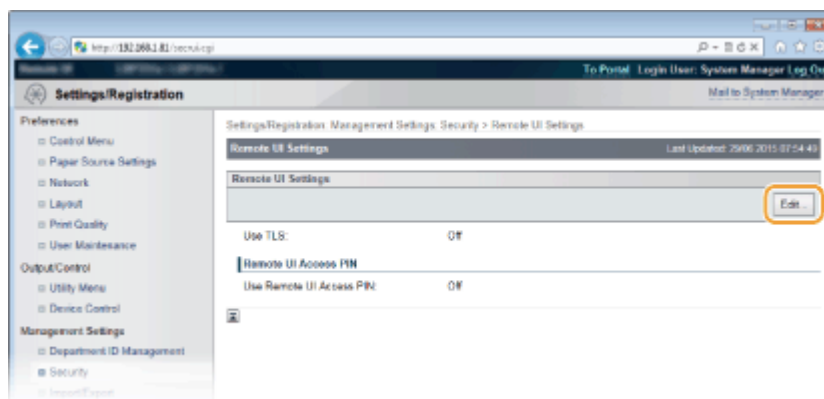 http://192.168.1.81/secrui.cgi
To Portal Login User: System Manager Log Ou
Settings/Registration
Mail to System Manager
Preferences
Control Menu
Paper Source Settings
Network
Layout
Print Quality
User Maintenance
Output/Control
Utility Menu
Device Control
Management Settings
Department ID Management
Security
Import/Export
Settings/Registration: Management Settings: Security > Remote UI Settings
Remote UI Settings
Last Updated: 29/06 2015 07:54:49
Remote UI Settings
Edit...
Use TLS:
Off
Remote UI Access PIN
Use Remote UI Access PIN:
Off